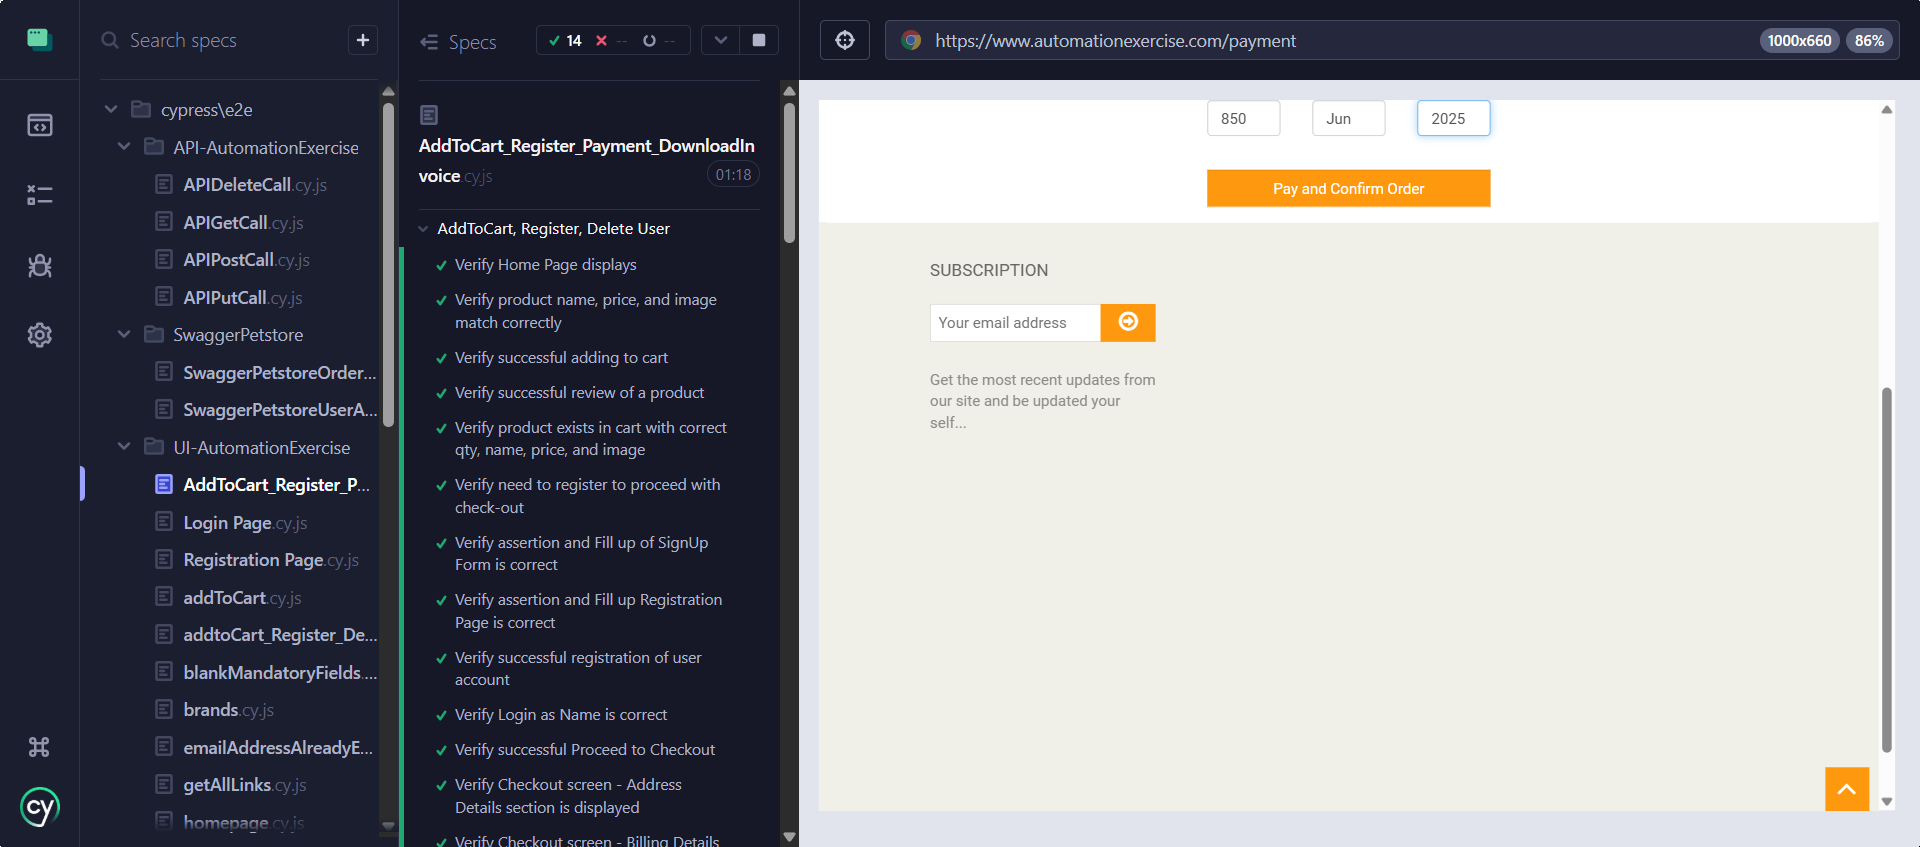 Search specs
+
cypress\e2e
API-AutomationExercise
APIDeleteCall.cy.js
APIGetCall.cy.js
APIPostCall.cy.js
APIPutCall.cy.js
SwaggerPetstore
SwaggerPetstoreOrder...
SwaggerPetstoreUserA...
UI-AutomationExercise
AddToCart_Register_P...
Login Page.cy.js
Registration Page.cy.js
addToCart.cy.js
addtoCart_Register_De...
blankMandatoryFields....
brands.cy.js
emailAddressAlreadyE...
getAllLinks.cy.js
homepage.cy.js
cy
Specs
14
--
--
AddToCart_Register_Payment_DownloadIn
voice.cy.js
01:18
AddToCart, Register, Delete User
Verify Home Page displays
Verify product name, price, and image
match correctly
Verify successful adding to cart
Verify successful review of a product
Verify product exists in cart with correct
qty, name, price, and image
Verify need to register to proceed with
check-out
Verify assertion and Fill up of SignUp
Form is correct
Verify assertion and Fill up Registration
Page is correct
Verify successful registration of user
account
Verify Login as Name is correct
Verify successful Proceed to Checkout
Verify Checkout screen - Address
Details section is displayed
Verify Checkout screen - Billing Details
https://www.automationexercise.com/payment
1000x660
86%
850
Jun
2025
Pay and Confirm Order
SUBSCRIPTION
Your email address
Get the most recent updates from
our site and be updated your
self...